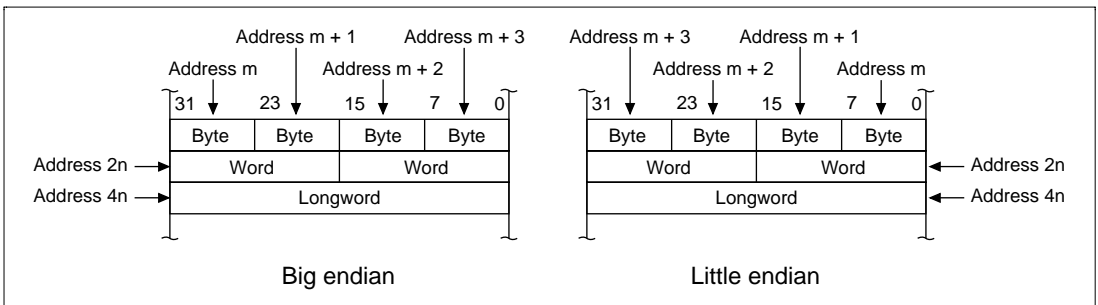 Address m + 1 Address m + 3 Address m + 3 Address m + 1
Address m Address m + 2 Address m + 2 Address m
31 23 15 7 0 31 23 15 7 0
Byte Byte Byte Byte Byte Byte Byte Byte
Address 2n Word Word Word Word Address 2n
Address 4n Longword Longword Address 4n
Big endian Little endian